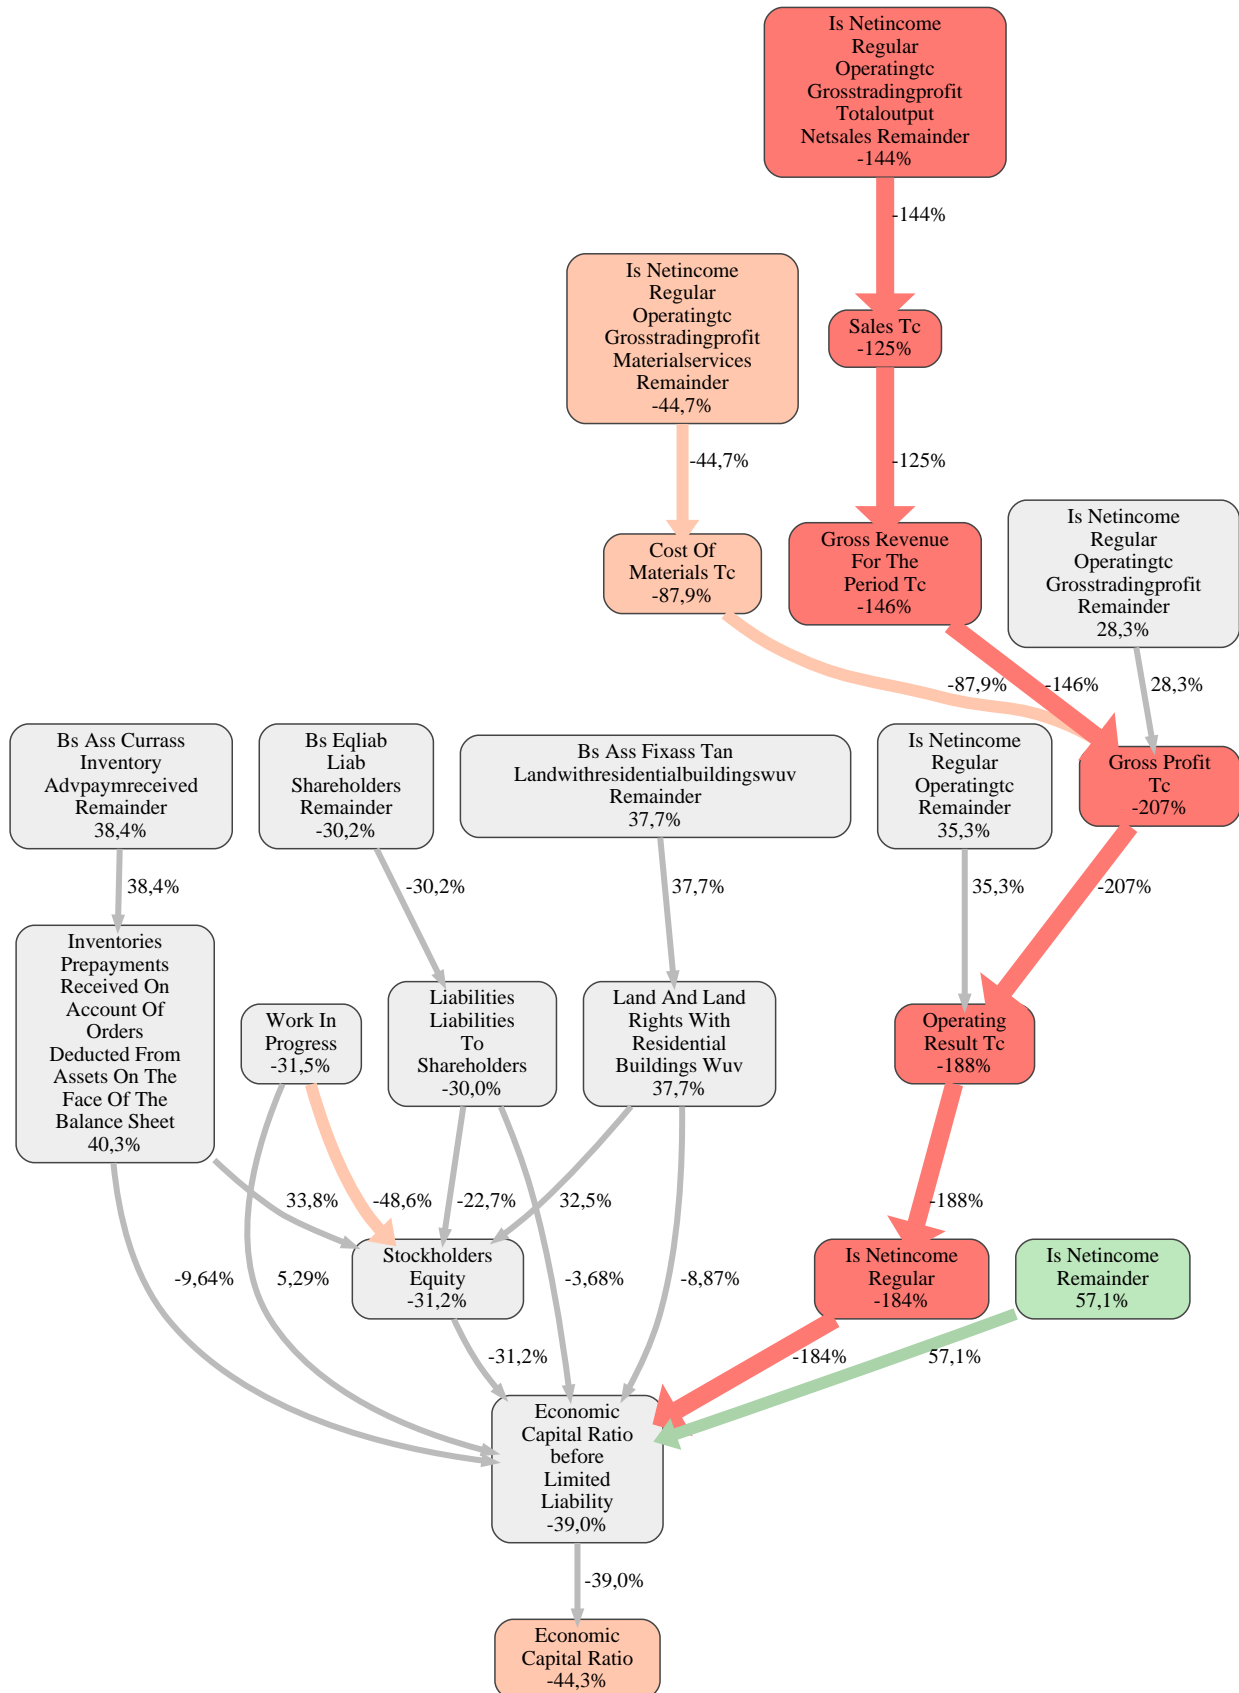 Is Netincome
Regular
Operatingtc
Grosstradingprofit
Totaloutput
Netsales Remainder
-144%
-144%
Is Netincome
Regular
Operatingtc
Grosstradingprofit
Materialservices
Remainder
-44,7%
Sales Tc
-125%
-44,7%
-125%
Cost Of
Materials Tc
-87,9%
Gross Revenue
For The
Period Tc
-146%
Is Netincome
Regular
Operatingtc
Grosstradingprofit
Remainder
28,3%
-87,9%
-146%
28,3%
Bs Ass Currass
Inventory
Advpaymreceived
Remainder
38,4%
Bs Eqliab
Liab
Shareholders
Remainder
-30,2%
Bs Ass Fixass Tan
Landwithresidentialbuildingswuv
Remainder
37,7%
Is Netincome
Regular
Operatingtc
Remainder
35,3%
Gross Profit
Tc
-207%
38,4%
-30,2%
37,7%
35,3%
-207%
Inventories
Prepayments
Received On
Account Of
Orders
Deducted From
Assets On The
Face Of The
Balance Sheet
40,3%
Work In
Progress
-31,5%
Liabilities
Liabilities
To
Shareholders
-30,0%
Land And Land
Rights With
Residential
Buildings Wuv
37,7%
Operating
Result Tc
-188%
33,8%
-48,6%
-22,7%
32,5%
-188%
Stockholders
Equity
-31,2%
Is Netincome
Regular
-184%
Is Netincome
Remainder
57,1%
-9,64%
5,29%
-3,68%
-8,87%
-31,2%
-184%
57,1%
Economic
Capital Ratio
before
Limited
Liability
-39,0%
-39,0%
Economic
Capital Ratio
-44,3%